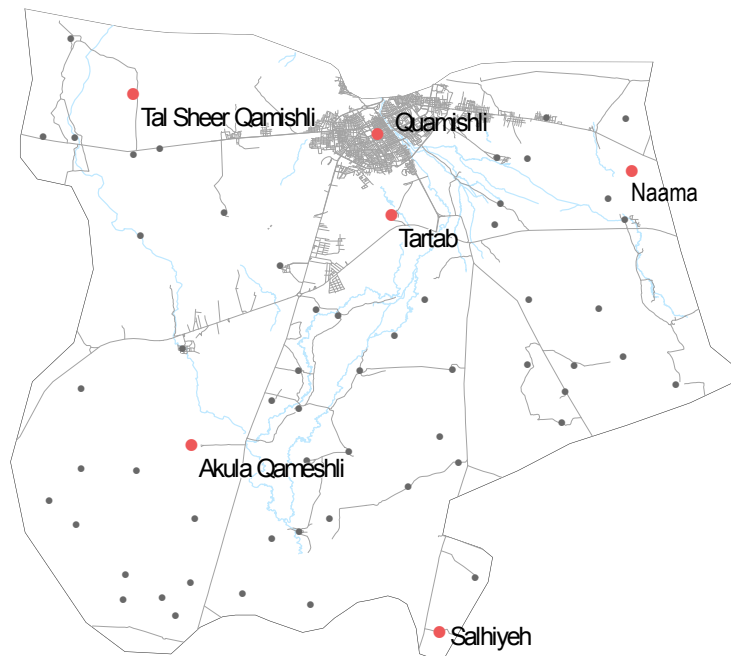 Tal Sheer Qamishli
Quamishli
Naama
Tartab
Akula Qameshli
Salhiyeh